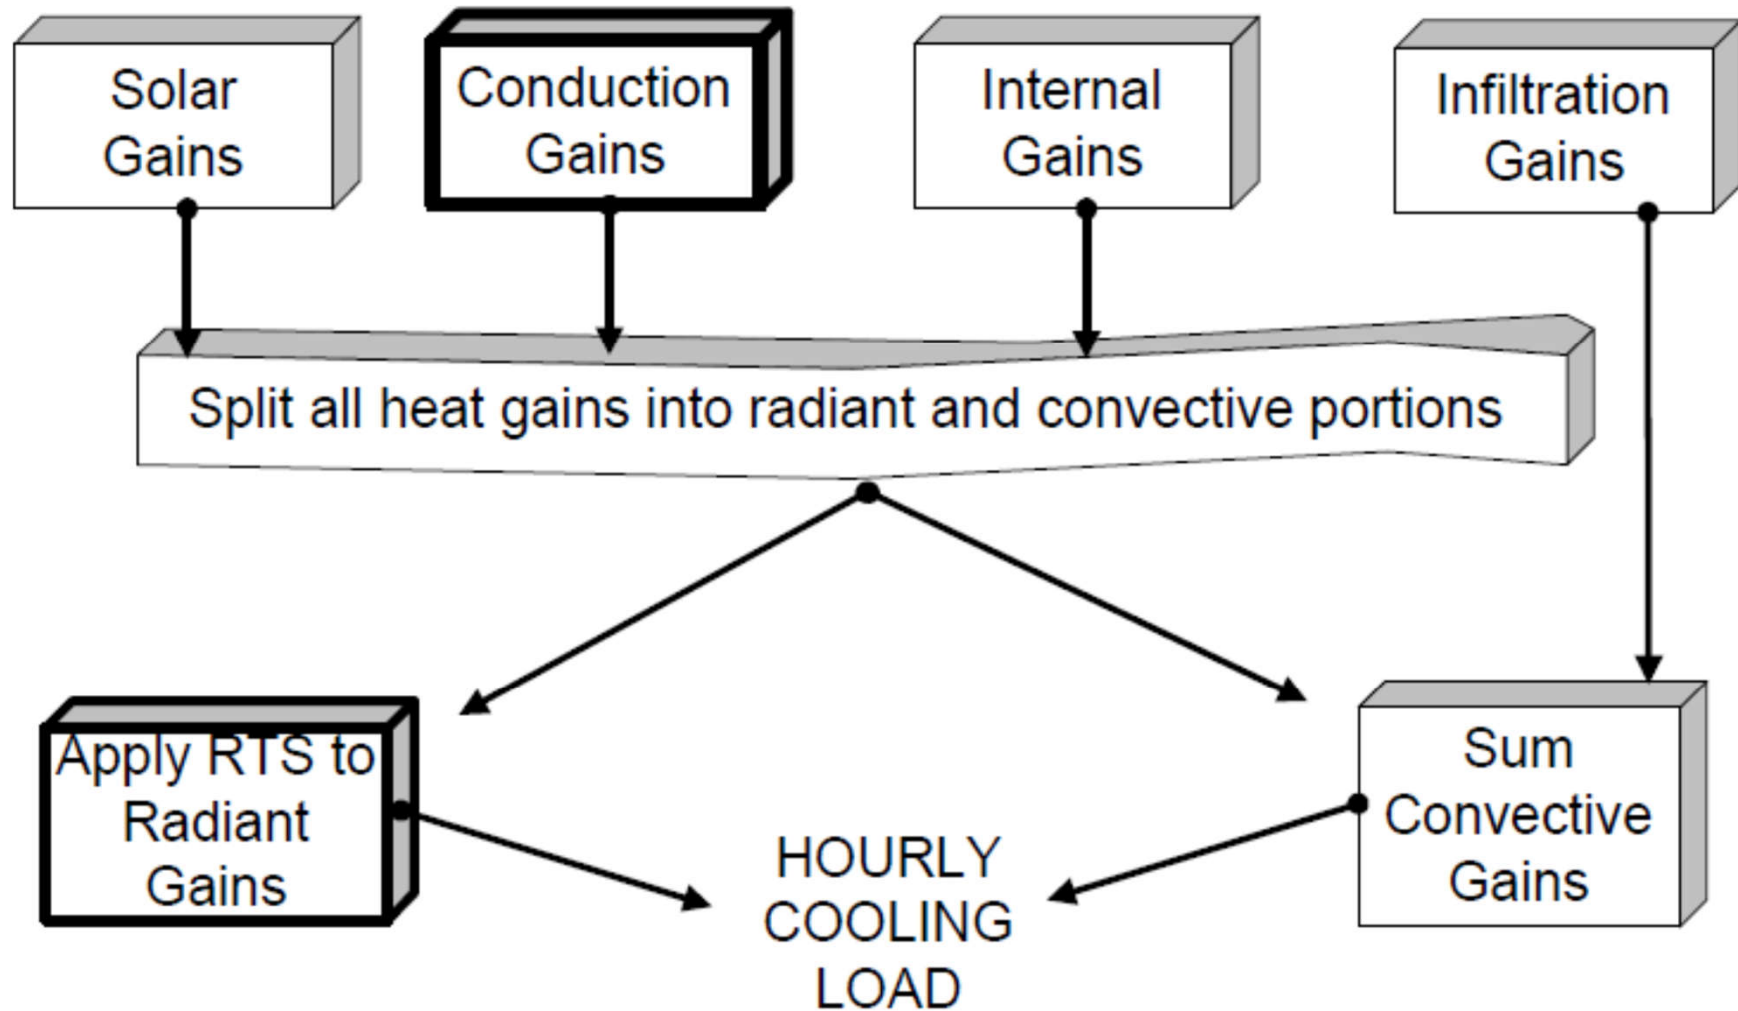 Solar
Gains
Conduction
Gains
Internal
Gains
Infiltration
Gains
Split all heat gains into radiant and convective portions
Apply RTS to
Radiant
Gains
HOURLY
COOLING
LOAD
Sum
Convective
Gains